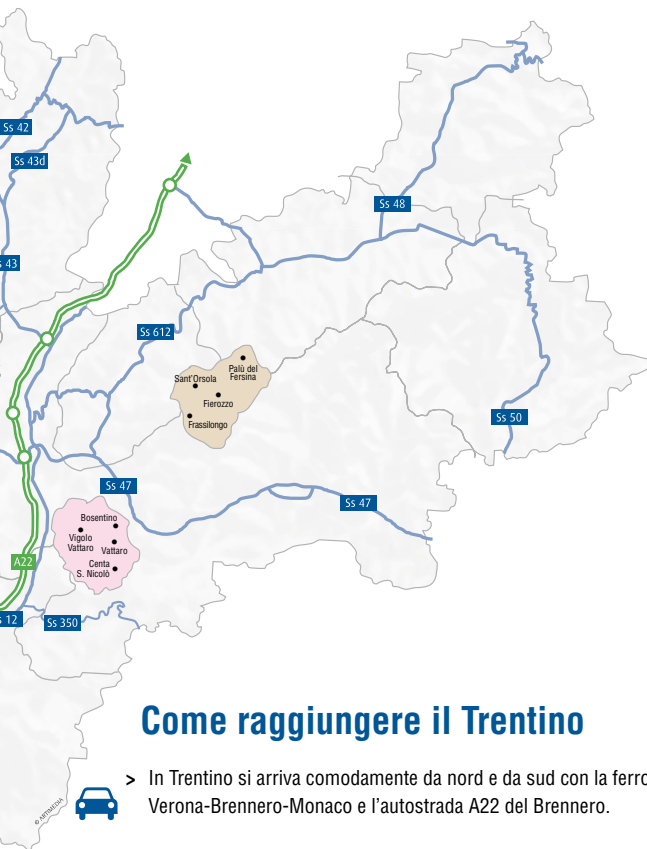 Ss 42
Ss 43d
Ss 48
43
Ss 612
Palù del
Fersina
Sant'Orsola
Fierozzo
Frassilongo
Ss 50
Ss 47
Ss 47
Bosentino
Vigolo
Vattaro
Vattaro
Centa
S. Nicolò
A22
s 12
Ss 350
Come raggiungere il Trentino
> In Trentino si arriva comodamente da nord e da sud con la ferro
Verona-Brennero-Monaco e l'autostrada A22 del Brennero.
© ARTIMEDIA